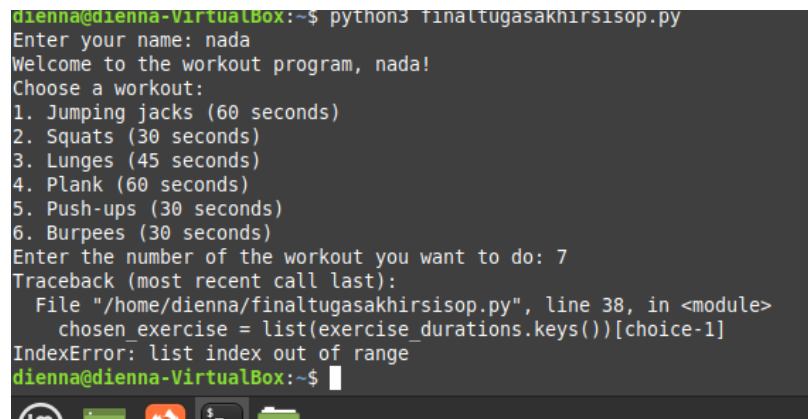 dienna@dienna-VirtualBox:~$ python3 finaltugasakhirsisop.py
Enter your name: nada
Welcome to the workout program, nada!
Choose a workout:
1. Jumping jacks (60 seconds)
2. Squats (30 seconds)
3. Lunges (45 seconds)
4. Plank (60 seconds)
5. Push-ups (30 seconds)
6. Burpees (30 seconds)
Enter the number of the workout you want to do: 7
Traceback (most recent call last):
  File "/home/dienna/finaltugasakhirsisop.py", line 38, in <module>
    chosen_exercise = list(exercise_durations.keys())[choice-1]
IndexError: list index out of range
dienna@dienna-VirtualBox:~$